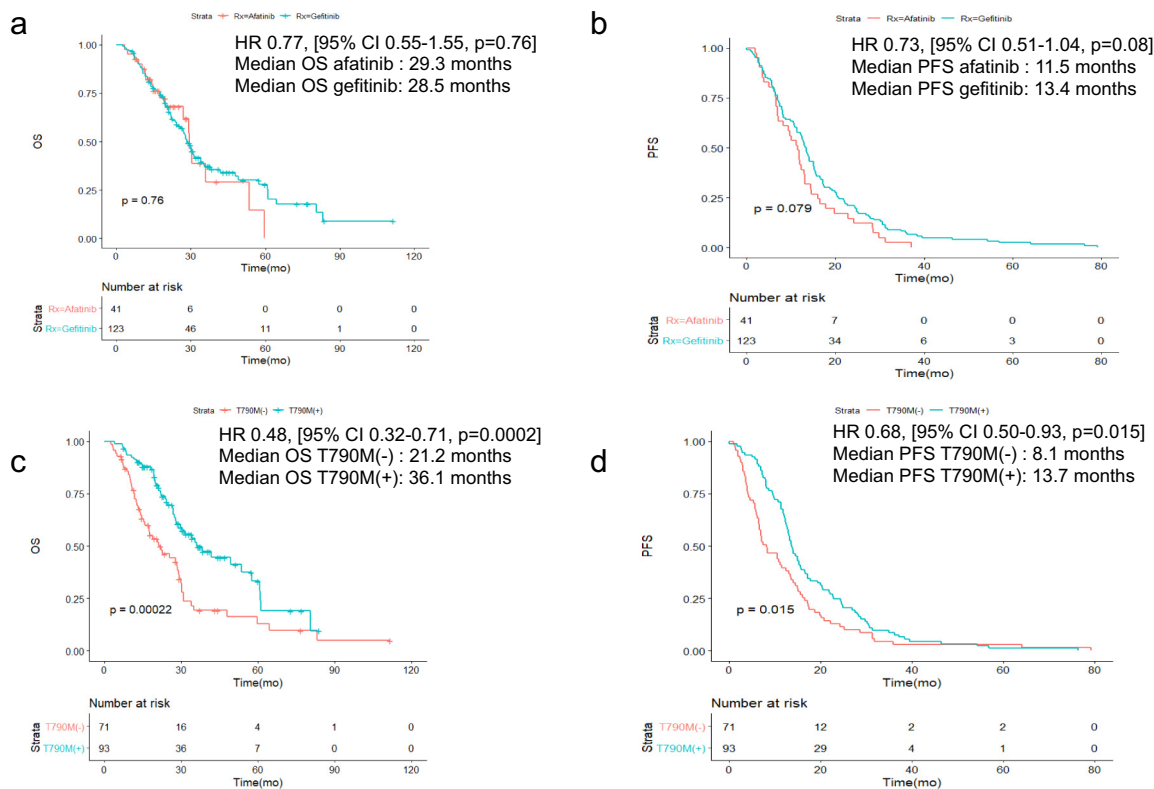 a
Strata Rx=Afatinib Rx=Gefitinib
HR 0.77, [95% CI 0.55-1.55, p=0.76]
Median OS afatinib : 29.3 months
Median OS gefitinib: 28.5 months
OS
1.00
0.75
0.50
0.25
0.00
p = 0.76
0 30 60 90 120
Time(mo)
Number at risk
Strata
Rx=Afatinib 41 6 0 0 0
Rx=Gefitinib 123 46 11 1 0
0 30 60 90 120
Time(mo)
b
Strata Rx=Afatinib Rx=Gefitinib
HR 0.73, [95% CI 0.51-1.04, p=0.08]
Median PFS afatinib : 11.5 months
Median PFS gefitinib: 13.4 months
PFS
1.00
0.75
0.50
0.25
0.00
p = 0.079
0 20 40 60 80
Time(mo)
Number at risk
Strata
Rx=Afatinib 41 7 0 0 0
Rx=Gefitinib 123 34 6 3 0
0 20 40 60 80
Time(mo)
c
Strata T790M(-) T790M(+)
HR 0.48, [95% CI 0.32-0.71, p=0.0002]
Median OS T790M(-) : 21.2 months
Median OS T790M(+): 36.1 months
OS
1.00
0.75
0.50
0.25
0.00
p = 0.00022
0 30 60 90 120
Time(mo)
Number at risk
Strata
T790M(-) 71 16 4 1 0
T790M(+) 93 36 7 0 0
0 30 60 90 120
Time(mo)
d
Strata T790M(-) T790M(+)
HR 0.68, [95% CI 0.50-0.93, p=0.015]
Median PFS T790M(-) : 8.1 months
Median PFS T790M(+): 13.7 months
PFS
1.00
0.75
0.50
0.25
0.00
p = 0.015
0 20 40 60 80
Time(mo)
Number at risk
Strata
T790M(-) 71 12 2 2 0
T790M(+) 93 29 4 1 0
0 20 40 60 80
Time(mo)